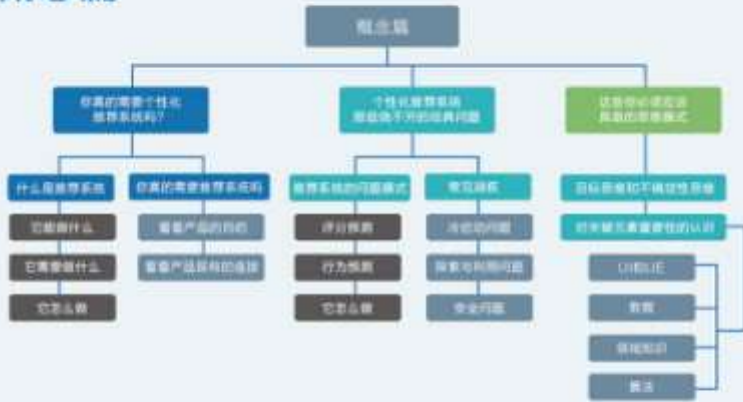 概念篇
你真的需要个性化
推荐系统吗?
个性化推荐系统
那些绕不开的经典问题
这些你必须应该
具备的思维模式
什么是推荐系统
你真的需要推荐系统吗
推荐系统的问题模式
常见顽疾
目标思维和不确定性思维
对关键元素重要性的认识
它能做什么
看看产品的目的
评分预测
冷启动问题
UI和UE
它需要做什么
看看产品现有的连接
行为预测
探索与利用问题
数据
它怎么做
它怎么做
安全问题
领域知识
算法